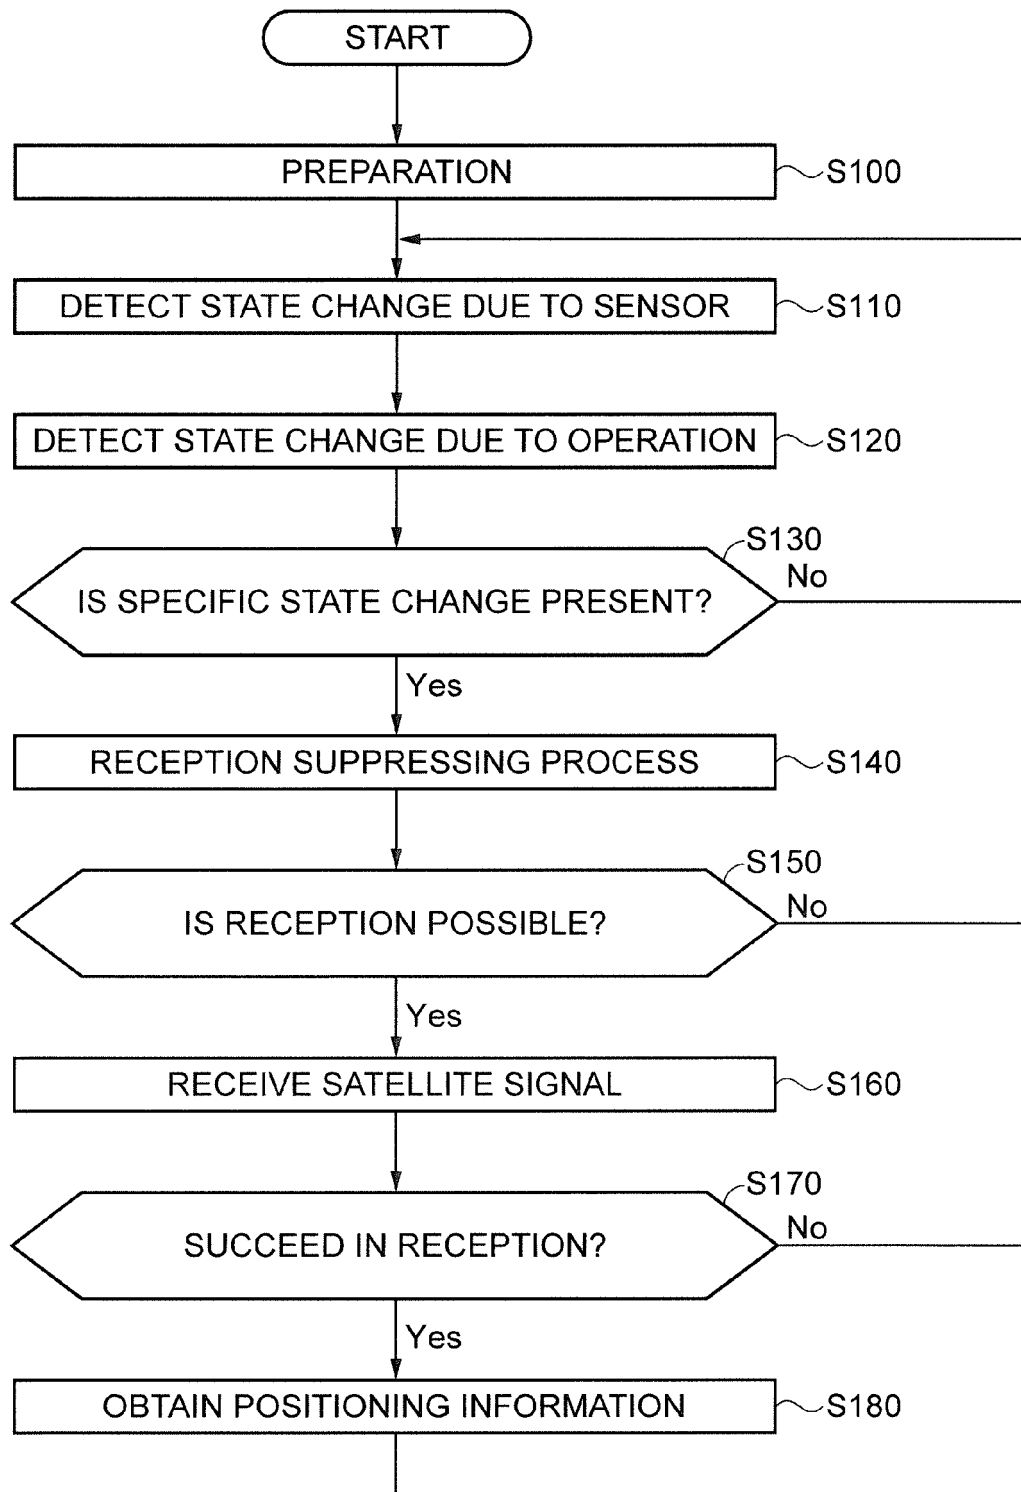 START
PREPARATION
S100
DETECT STATE CHANGE DUE TO SENSOR
S110
DETECT STATE CHANGE DUE TO OPERATION
S120
S130
IS SPECIFIC STATE CHANGE PRESENT?
No
Yes
RECEPTION SUPPRESSING PROCESS
S140
S150
IS RECEPTION POSSIBLE?
No
Yes
RECEIVE SATELLITE SIGNAL
S160
S170
SUCCEED IN RECEPTION?
No
Yes
OBTAIN POSITIONING INFORMATION
S180